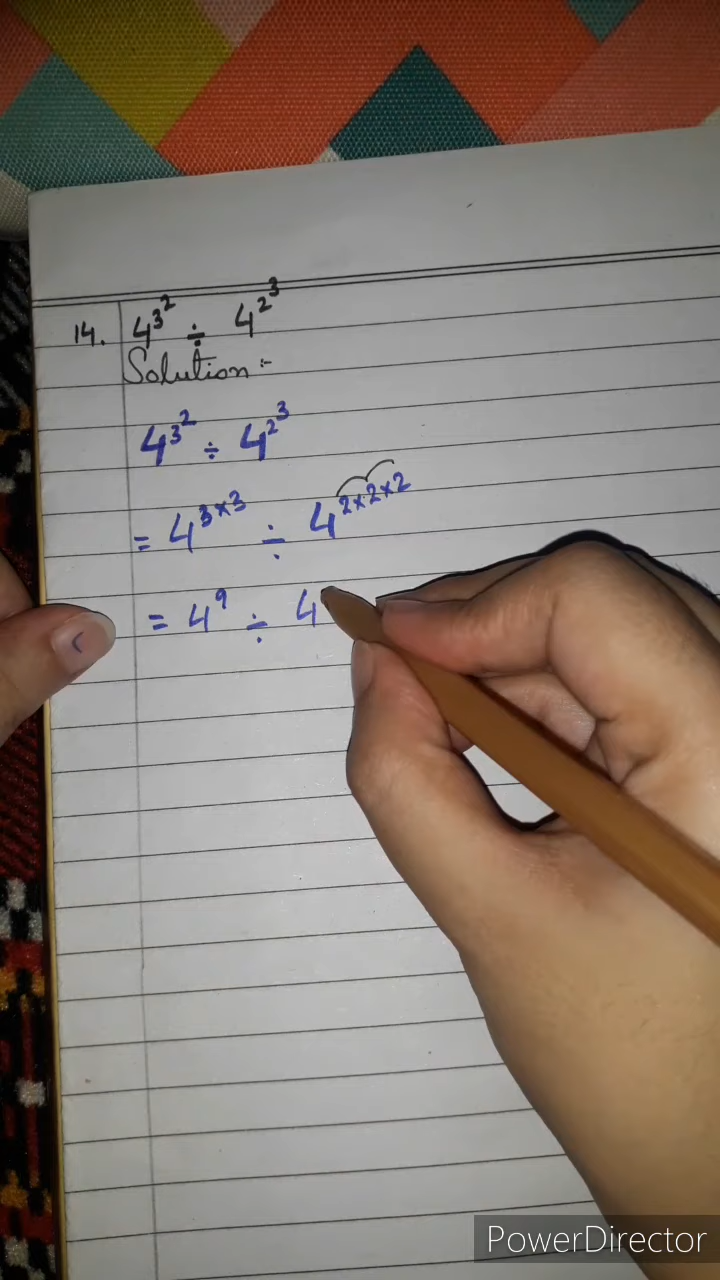 14. 4^3^2 ÷ 4^2^3
Solution :-
4^3^2 ÷ 4^2^3
= 4^3×3 ÷ 4^2×2×2
= 4^9 ÷ 4
PowerDirector